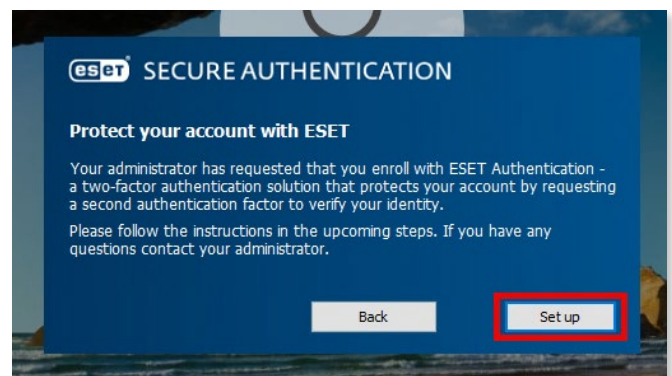 eset SECURE AUTHENTICATION
Protect your account with ESET
Your administrator has requested that you enroll with ESET Authentication -
a two-factor authentication solution that protects your account by requesting
a second authentication factor to verify your identity.
Please follow the instructions in the upcoming steps. If you have any
questions contact your administrator.
Back Set up